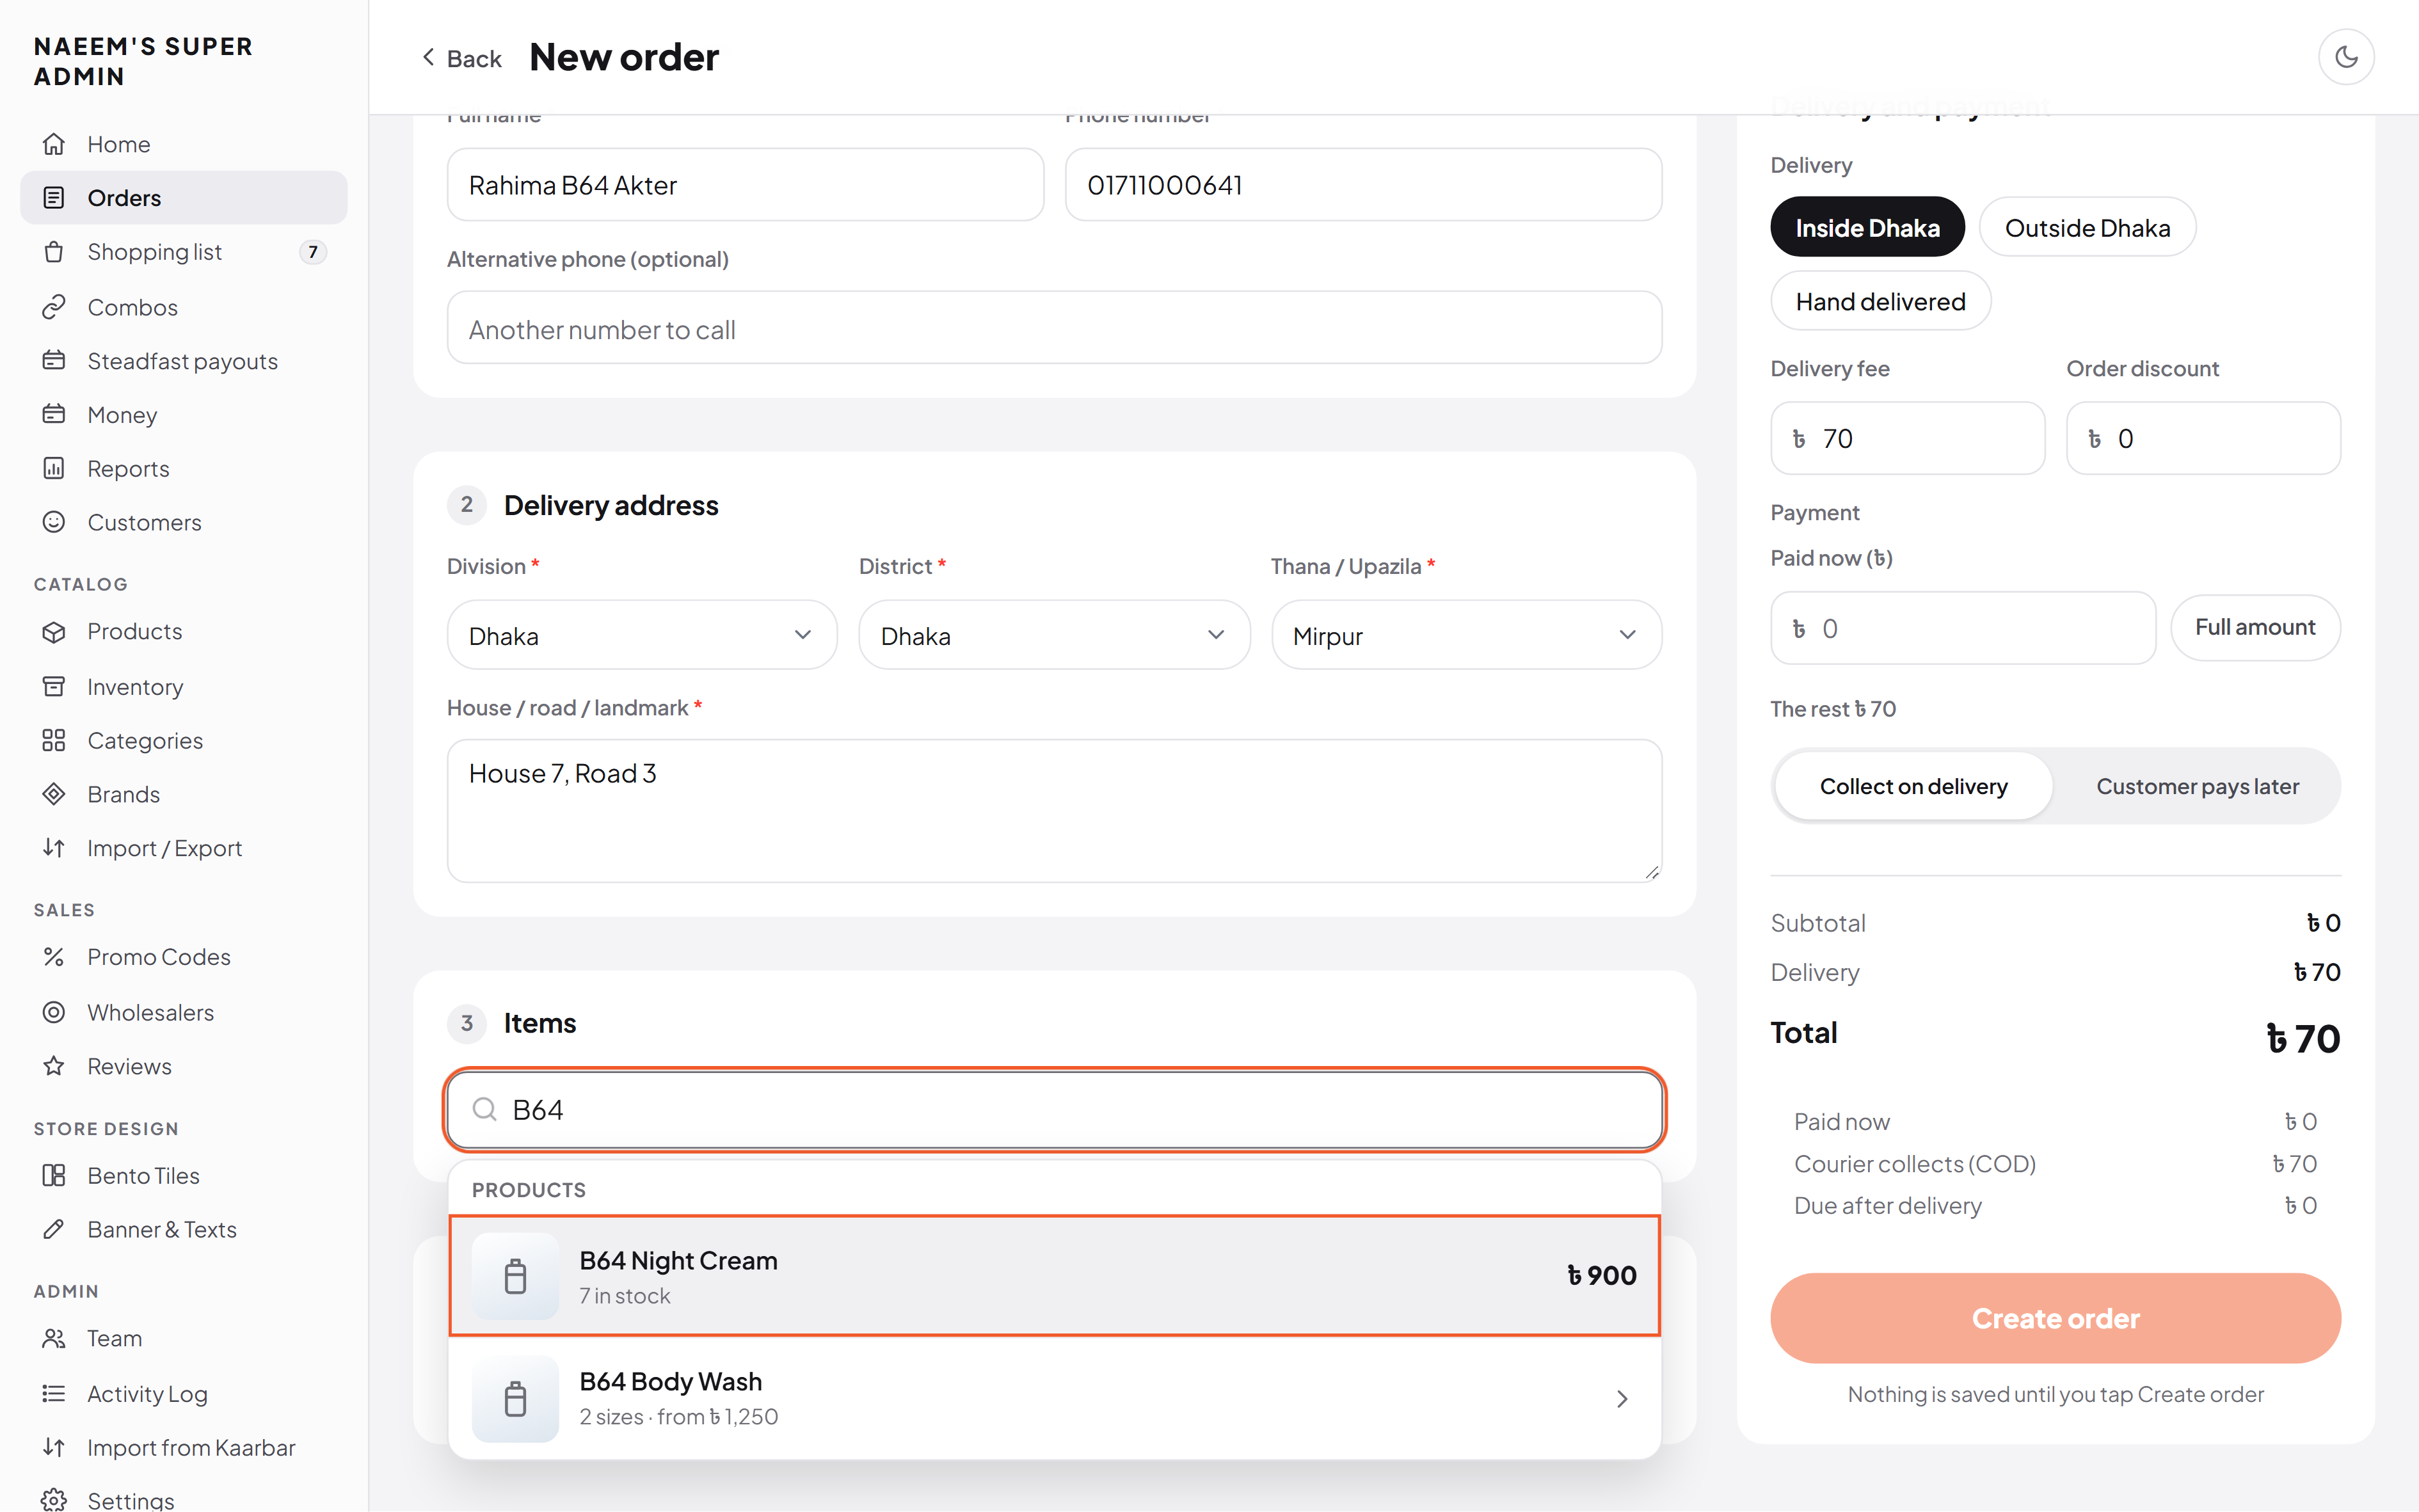 NAEEM'S SUPER
ADMIN
Home
Orders
Shopping list 7
Combos
Steadfast payouts
Money
Reports
Customers
CATALOG
Products
Inventory
Categories
Brands
Import / Export
SALES
Promo Codes
Wholesalers
Reviews
STORE DESIGN
Bento Tiles
Banner & Texts
ADMIN
Team
Activity Log
Import from Kaarbar
Settings
Back New order
Full name Phone number
Rahima B64 Akter 01711000641
Alternative phone (optional)
Another number to call
2 Delivery address
Division * District * Thana / Upazila *
Dhaka Dhaka Mirpur
House / road / landmark *
House 7, Road 3
3 Items
B64
PRODUCTS
B64 Night Cream
7 in stock
৳ 900
B64 Body Wash
2 sizes · from ৳ 1,250
Delivery and payment
Delivery
Inside Dhaka Outside Dhaka
Hand delivered
Delivery fee Order discount
৳ 70 ৳ 0
Payment
Paid now (৳)
৳ 0 Full amount
The rest ৳ 70
Collect on delivery Customer pays later
Subtotal ৳ 0
Delivery ৳ 70
Total ৳ 70
Paid now ৳ 0
Courier collects (COD) ৳ 70
Due after delivery ৳ 0
Create order
Nothing is saved until you tap Create order